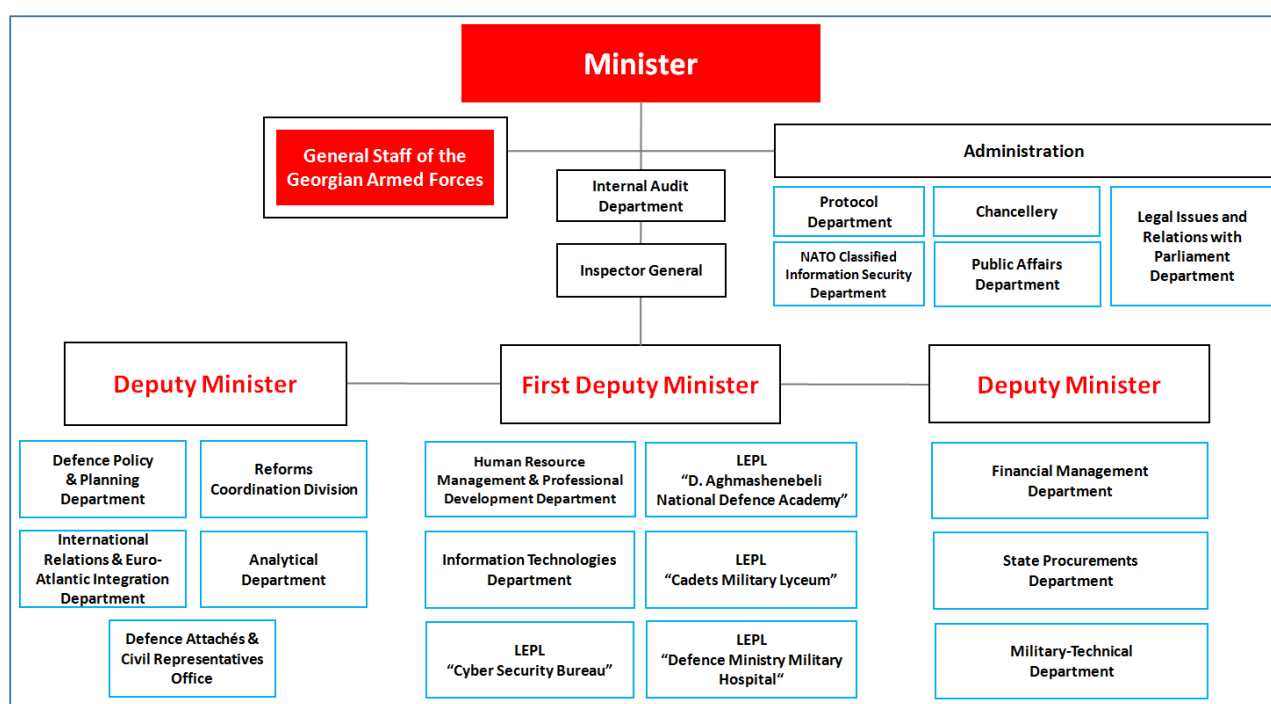 Minister
General Staff of the
Georgian Armed Forces
Administration
Internal Audit
Department
Inspector General
Protocol
Department
Chancellery
Legal Issues and
Relations with
Parliament
Department
NATO Classified
Information Security
Department
Public Affairs
Department
Deputy Minister
First Deputy Minister
Deputy Minister
Defence Policy
& Planning
Department
Reforms
Coordination Division
International
Relations & Euro-
Atlantic Integration
Department
Analytical
Department
Defence Attachés &
Civil Representatives
Office
Human Resource
Management & Professional
Development Department
LEPL
“D. Aghmashenebeli
National Defence Academy”
Information Technologies
Department
LEPL
“Cadets Military Lyceum”
LEPL
“Cyber Security Bureau”
LEPL
“Defence Ministry Military
Hospital“
Financial Management
Department
State Procurements
Department
Military-Technical
Department